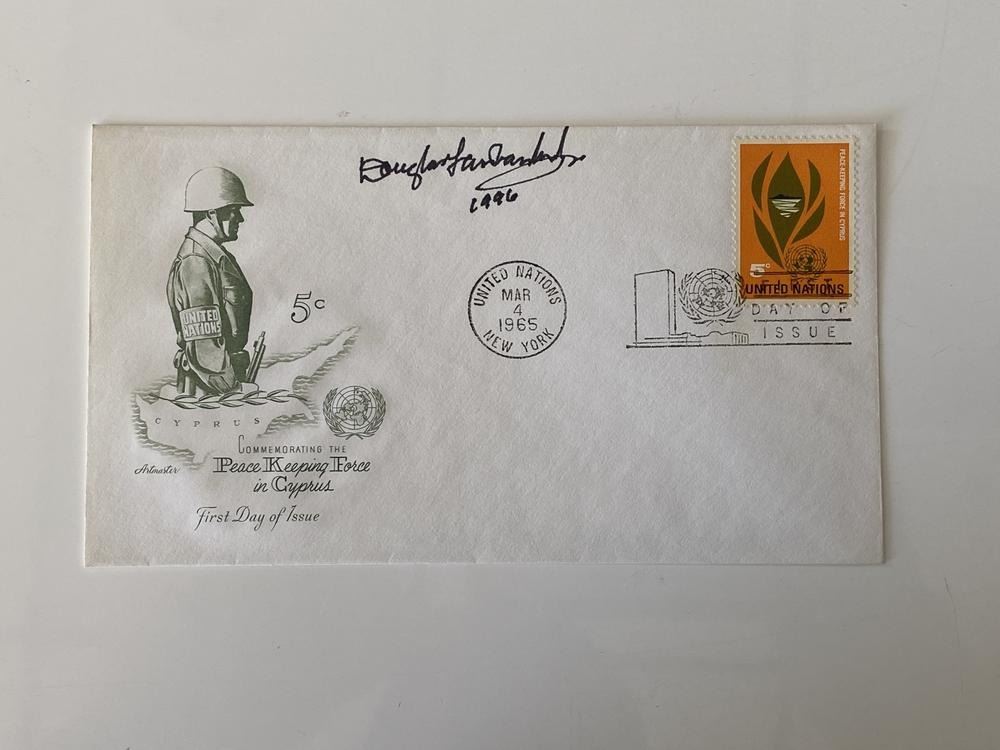 Douglas Fairbanks Jr.
1996
PEACE-KEEPING FORCE IN CYPRUS
5c
UNITED NATIONS
UNITED NATIONS
MAR
4
1965
NEW YORK
FIRST
DAY OF
ISSUE
UNITED
NATIONS
5c
CYPRUS
Artmaster
COMMEMORATING THE
Peace Keeping Force
in Cyprus
First Day of Issue